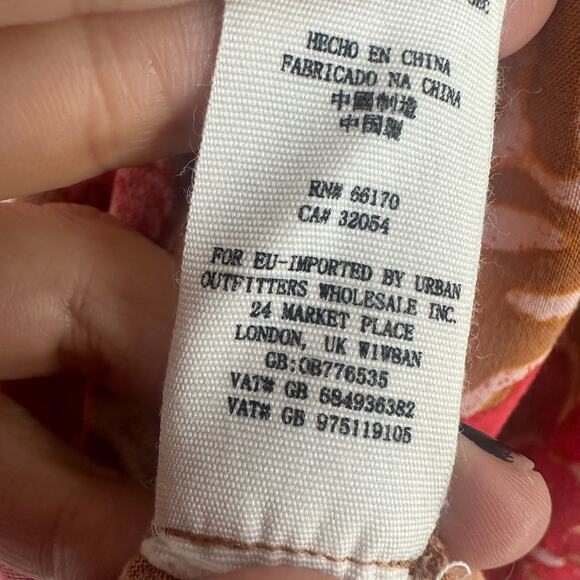 HECHO EN CHINA
FABRICADO NA CHINA
中國制造
中国製
RN# 66170
CA# 32054
FOR EU-IMPORTED BY URBAN
OUTFITTERS WHOLESALE INC.
24 MARKET PLACE
LONDON, UK W1W8AN
GB:OB776535
VAT# GB 684936382
VAT# GB 975119105